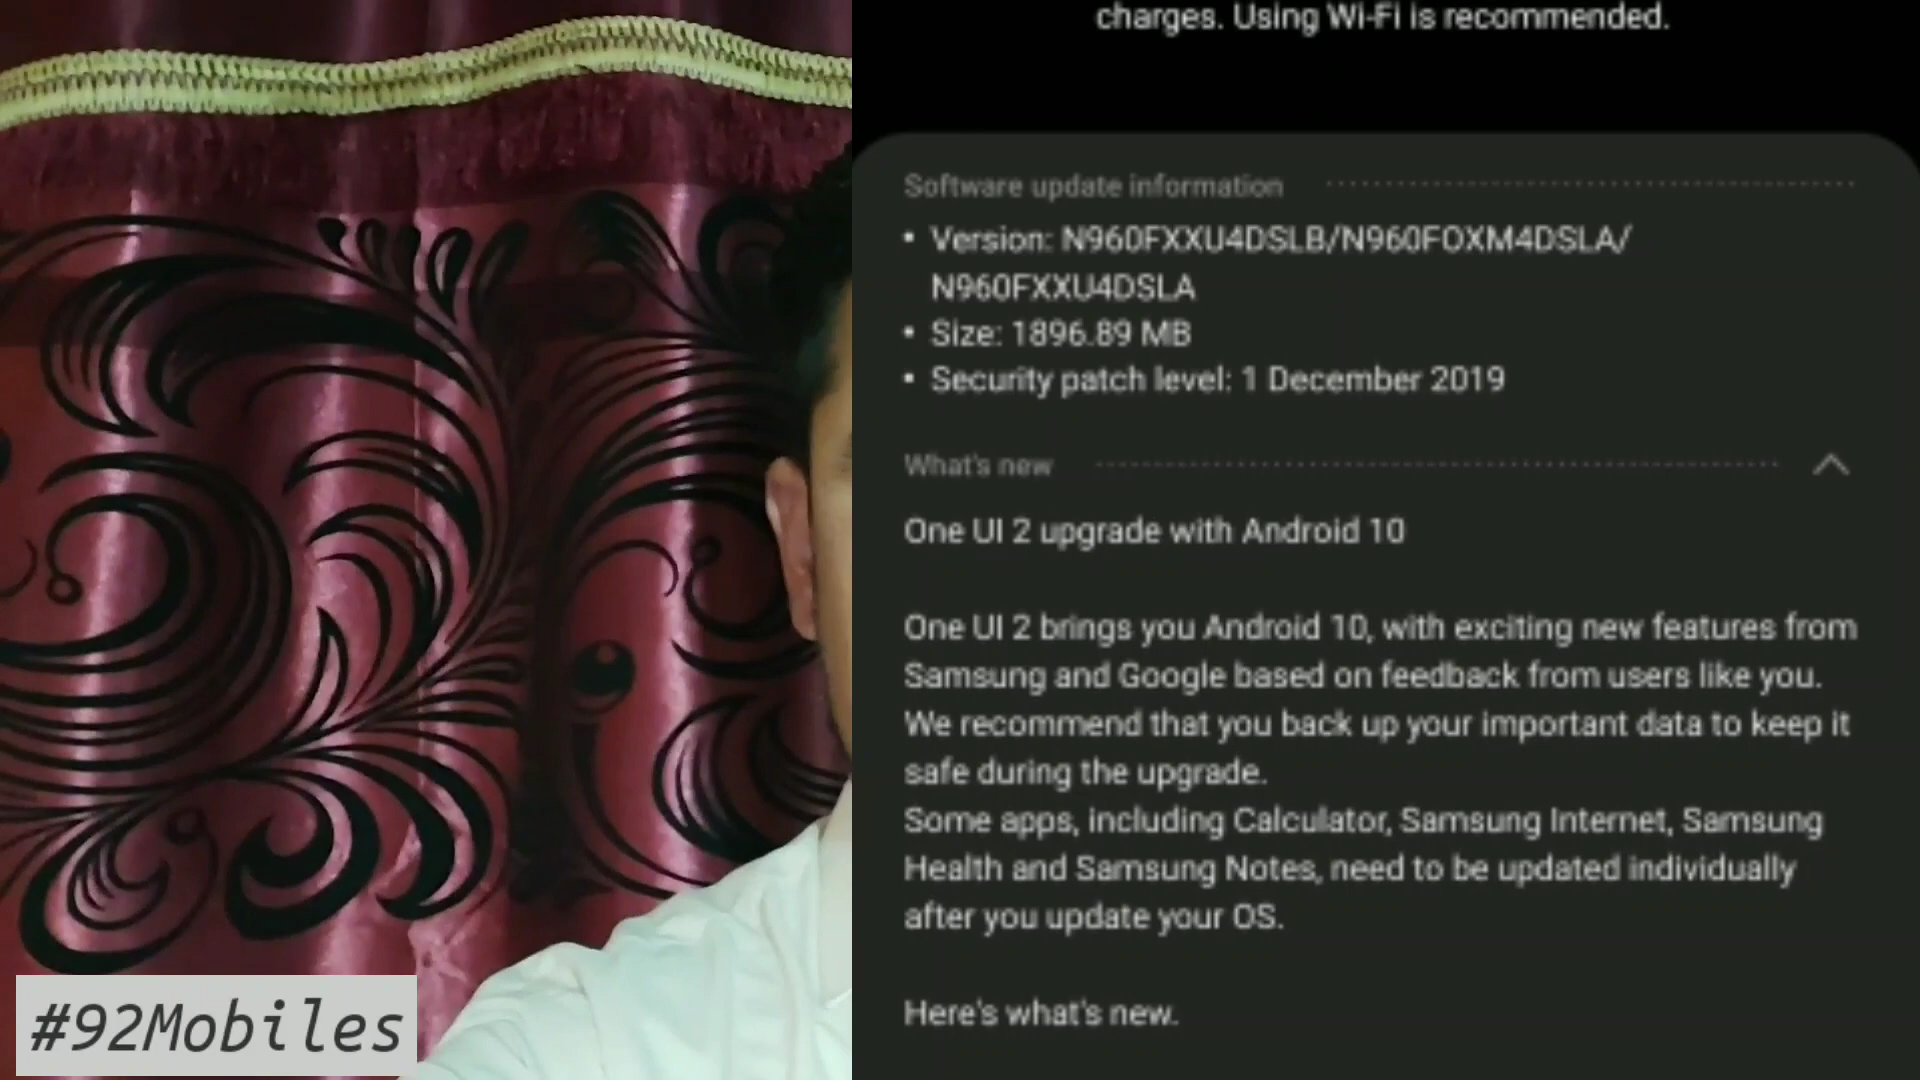 charges. Using Wi-Fi is recommended.
Software update information
• Version: N960FXXU4DSLB/N960FOXM4DSLA/
N960FXXU4DSLA
• Size: 1896.89 MB
• Security patch level: 1 December 2019
What's new
One UI 2 upgrade with Android 10
One UI 2 brings you Android 10, with exciting new features from
Samsung and Google based on feedback from users like you.
We recommend that you back up your important data to keep it
safe during the upgrade.
Some apps, including Calculator, Samsung Internet, Samsung
Health and Samsung Notes, need to be updated individually
after you update your OS.
Here's what's new.
#92Mobiles